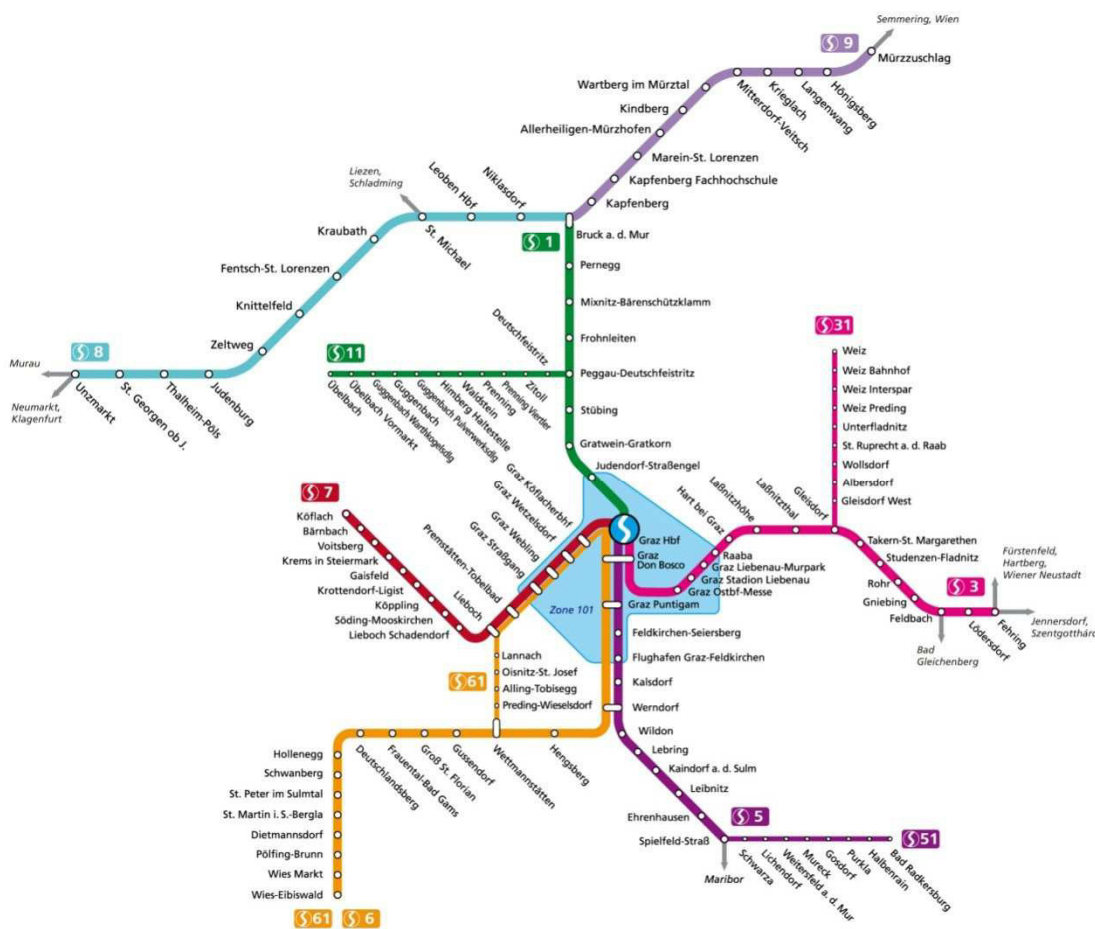 Semmering, Wien
9
Mürzzuschlag
Wartberg im Mürztal
Mitterdorf-Veitsch
Krieglach
Langenwang
Hönigsberg
Kindberg
Allerheiligen-Mürzhofen
Marein-St. Lorenzen
Kapfenberg Fachhochschule
Kapfenberg
Liezen,
Schladming
Leoben Hbf
Niklasdorf
St. Michael
Bruck a. d. Mur
1
Kraubath
Fentsch-St. Lorenzen
Knittelfeld
Zeltweg
8
Murau
Neumarkt,
Klagenfurt
Unzmarkt
St. Georgen ob J.
Thalheim-Pöls
Judenburg
Pernegg
Mixnitz-Bärenschützklamm
Frohnleiten
Peggau-Deutschfeistritz
Stübing
Gratwein-Gratkorn
Judendorf-Straßengel
11
Übelbach
Übelbach Vormarkt
Guggenbach Warthkogelsdlg
Guggenbach
Guggenbach Pulverwerksdlg
Himberg Haltestelle
Waldstein
Prenning
Prenning Viertler
Zitoll
Deutschfeistritz
31
Weiz
Weiz Bahnhof
Weiz Interspar
Weiz Preding
Unterfladnitz
St. Ruprecht a. d. Raab
Wollsdorf
Albersdorf
Gleisdorf West
7
Köflach
Bärnbach
Voitsberg
Krems in Steiermark
Gaisfeld
Krottendorf-Ligist
Köppling
Söding-Mooskirchen
Lieboch Schadendorf
Lieboch
Premstätten-Tobelbad
Graz Straßgang
Graz Webling
Graz Wetzelsdorf
Graz Köflacherbhf
Graz Hbf
Graz
Don Bosco
Zone 101
Graz Puntigam
Graz Ostbf-Messe
Graz Stadion Liebenau
Graz Liebenau-Murpark
Raaba
Hart bei Graz
Laßnitzhöhe
Laßnitzthal
Gleisdorf
Takern-St. Margarethen
Studenzen-Fladnitz
Rohr
Gniebing
Feldbach
Lödersdorf
Fehring
3
Fürstenfeld,
Hartberg,
Wiener Neustadt
Jennersdorf,
Szentgotthárd
Bad
Gleichenberg
Feldkirchen-Seiersberg
Flughafen Graz-Feldkirchen
Kalsdorf
Werndorf
Wildon
Lebring
Kaindorf a. d. Sulm
Leibnitz
Ehrenhausen
Spielfeld-Straß
5
Maribor
51
Schwarza
Lichendorf
Weitersfeld a. d. Mur
Mureck
Gosdorf
Purkla
Halbenrain
Bad Radkersburg
Lannach
Oisnitz-St. Josef
Alling-Tobisegg
Preding-Wieselsdorf
61
Hengsberg
Wettmannstätten
Gussendorf
Groß St. Florian
Frauental-Bad Gams
Deutschlandsberg
Hollenegg
Schwanberg
St. Peter im Sulmtal
St. Martin i. S.-Bergla
Dietmannsdorf
Pölfing-Brunn
Wies Markt
Wies-Eibiswald
61
6